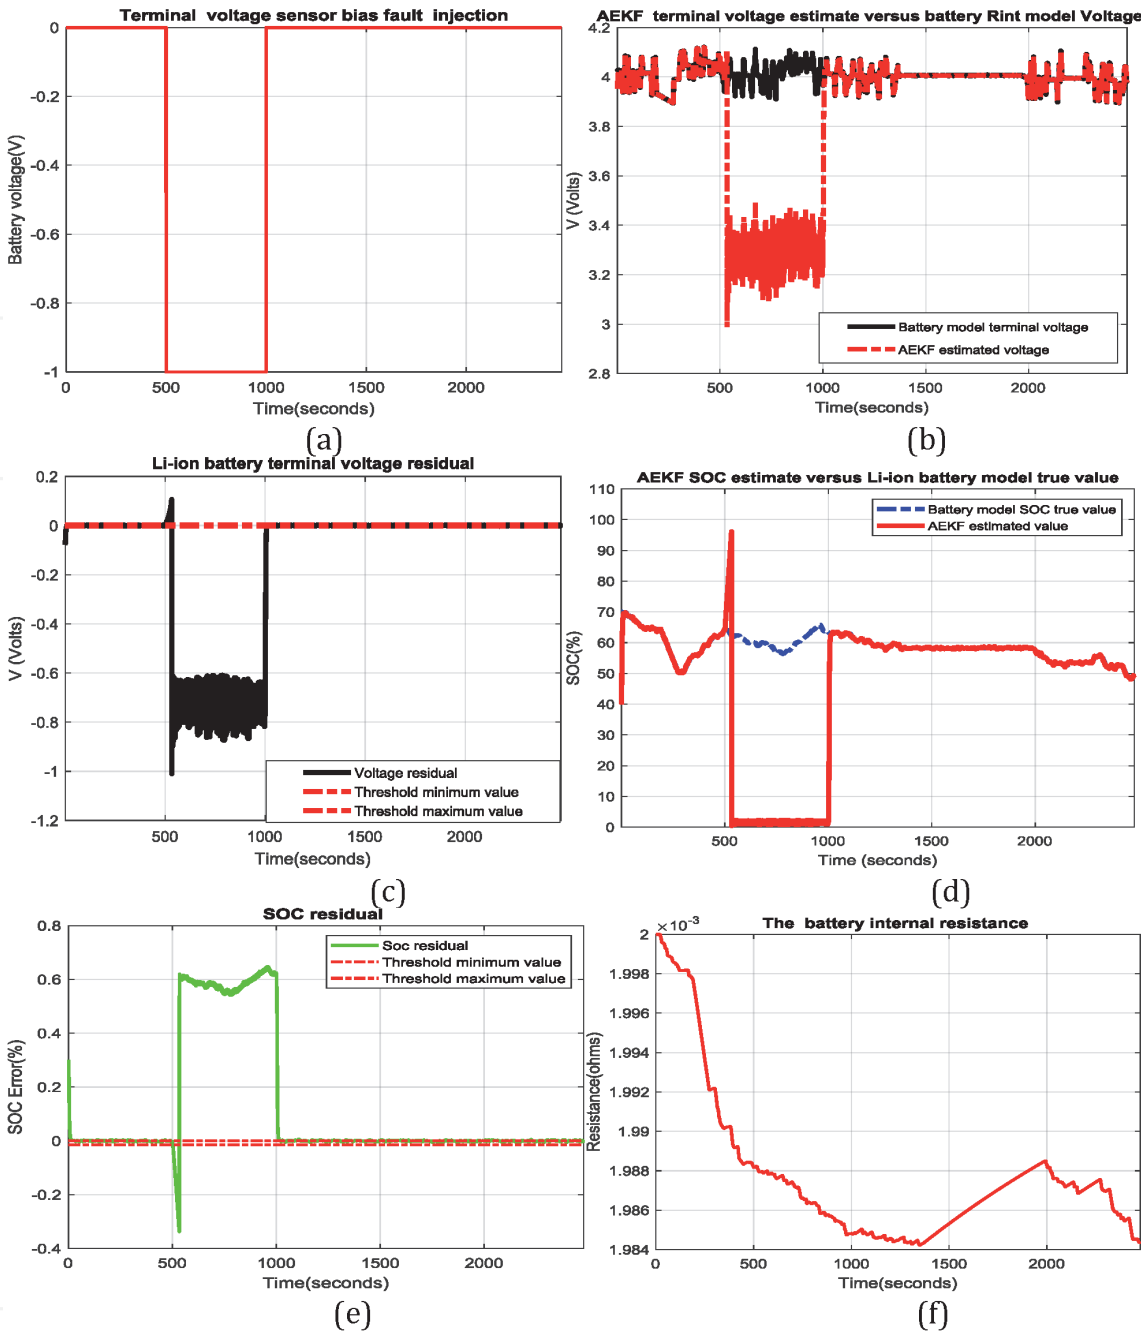 Terminal voltage sensor bias fault injection
0
-0.2
-0.4
-0.6
-0.8
-1
Battery voltage(V)
0 500 1000 1500 2000
Time(seconds)
(a)
AEKF terminal voltage estimate versus battery Rint model Voltage
4.2
4
3.8
3.6
3.4
3.2
3
2.8
V (Volts)
Battery model terminal voltage
AEKF estimated voltage
500 1000 1500 2000
Time(seconds)
(b)
Li-ion battery terminal voltage residual
0.2
0
-0.2
-0.4
-0.6
-0.8
-1
-1.2
V (Volts)
Voltage residual
Threshold minimum value
Threshold maximum value
500 1000 1500 2000
Time(seconds)
(c)
AEKF SOC estimate versus Li-ion battery model true value
110
100
90
80
70
60
50
40
30
20
10
0
SOC(%)
Battery model SOC true value
AEKF estimated value
500 1000 1500 2000
Time (seconds)
(d)
SOC residual
0.8
0.6
0.4
0.2
0
-0.2
-0.4
SOC Error(%)
Soc residual
Threshold minimum value
Threshold maximum value
0 500 1000 1500 2000
Time(seconds)
(e)
The battery internal resistance
×10⁻³
2
1.998
1.996
1.994
1.992
1.99
1.988
1.986
1.984
Resistance(ohms)
0 500 1000 1500 2000
Time(seconds)
(f)